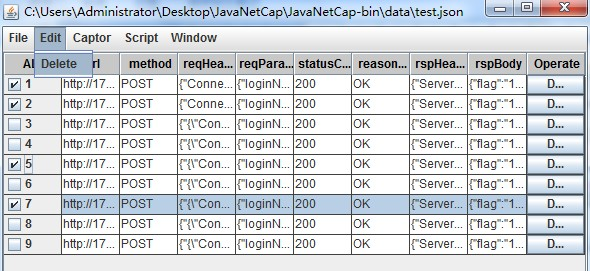 C:\Users\Administrator\Desktop\JavaNetCap\JavaNetCap-bin\data\test.json
File Edit Captor Script Window
Delete
method reqHea... reqPara... statusC... reason... rspHea... rspBody Operate
1 http://17... POST {"Conne... {"loginN... 200 OK {"Server... {"flag":"1... D...
2 http://17... POST {"Conne... {"loginN... 200 OK {"Server... {"flag":"1... D...
3 http://17... POST {"{\"Con... {"loginN... 200 OK {"Server... {"flag":"1... D...
4 http://17... POST {"{\"Con... {"loginN... 200 OK {"Server... {"flag":"1... D...
5 http://17... POST {"{\"Con... {"loginN... 200 OK {"Server... {"flag":"1... D...
6 http://17... POST {"{\"Con... {"loginN... 200 OK {"Server... {"flag":"1... D...
7 http://17... POST {"{\"Con... {"loginN... 200 OK {"Server... {"flag":"1... D...
8 http://17... POST {"{\"Con... {"loginN... 200 OK {"Server... {"flag":"1... D...
9 http://17... POST {"{\"Con... {"loginN... 200 OK {"Server... {"flag":"1... D...